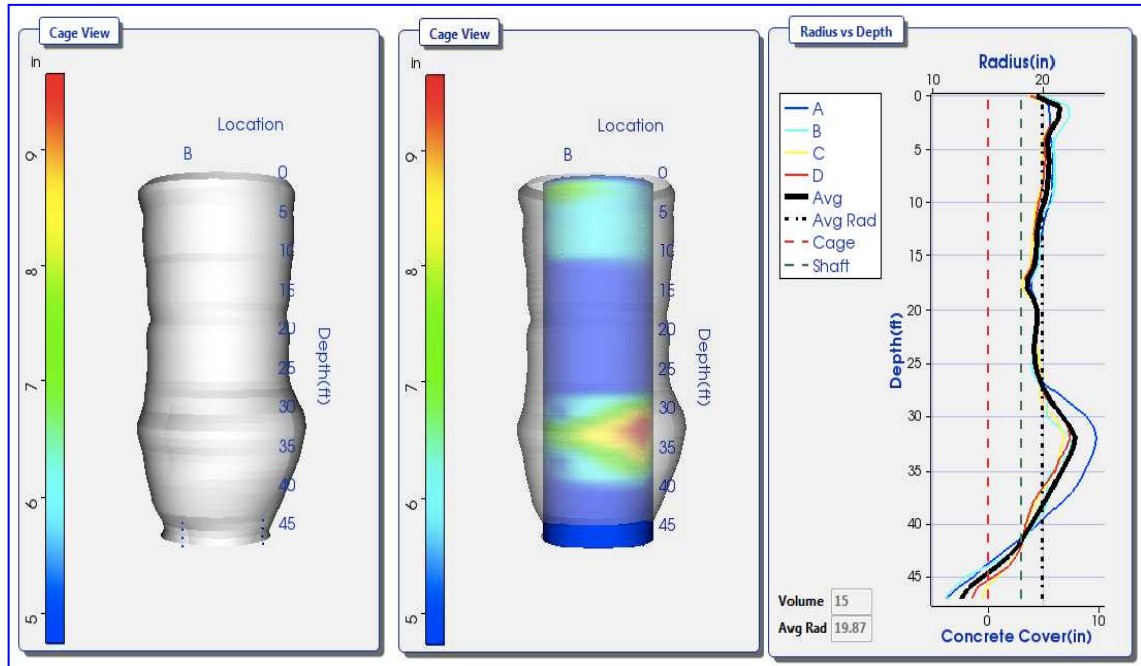 Cage View
in
9
8
7
6
5
Location
B
0
5
10
15
20
25
30
35
40
45
Depth(ft)
Cage View
in
9
8
7
6
5
Location
B
0
5
10
15
20
25
30
35
40
45
Depth(ft)
Radius vs Depth
Radius(in)
10 20
A
B
C
D
Avg
Avg Rad
Cage
Shaft
0
5
10
15
20
25
30
35
40
45
Depth(ft)
0 10
Concrete Cover(in)
Volume 15
Avg Rad 19.87